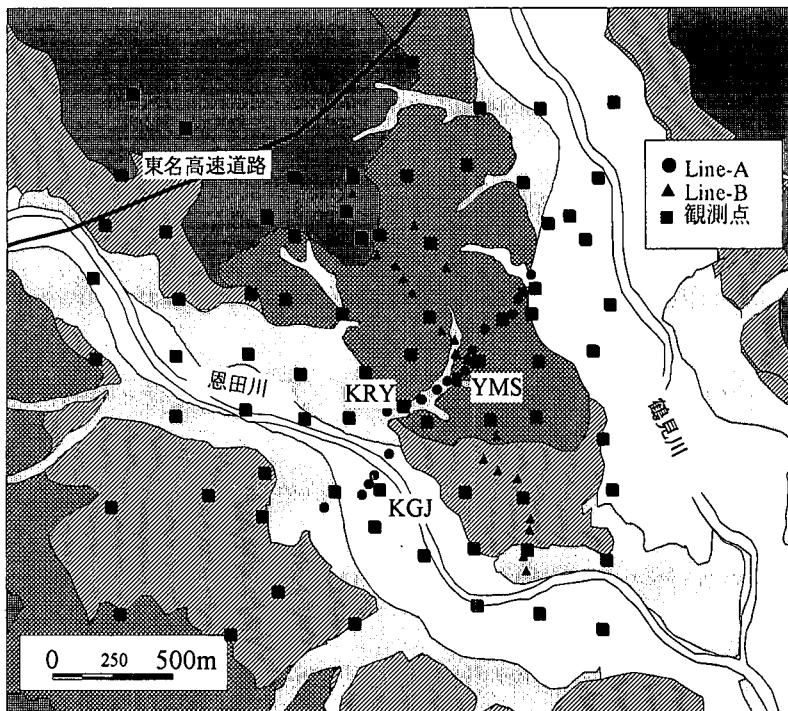 東名高速道路
Line-A
Line-B
観測点
恩田川
KRY
YMS
鶴見川
KGJ
0 250 500m